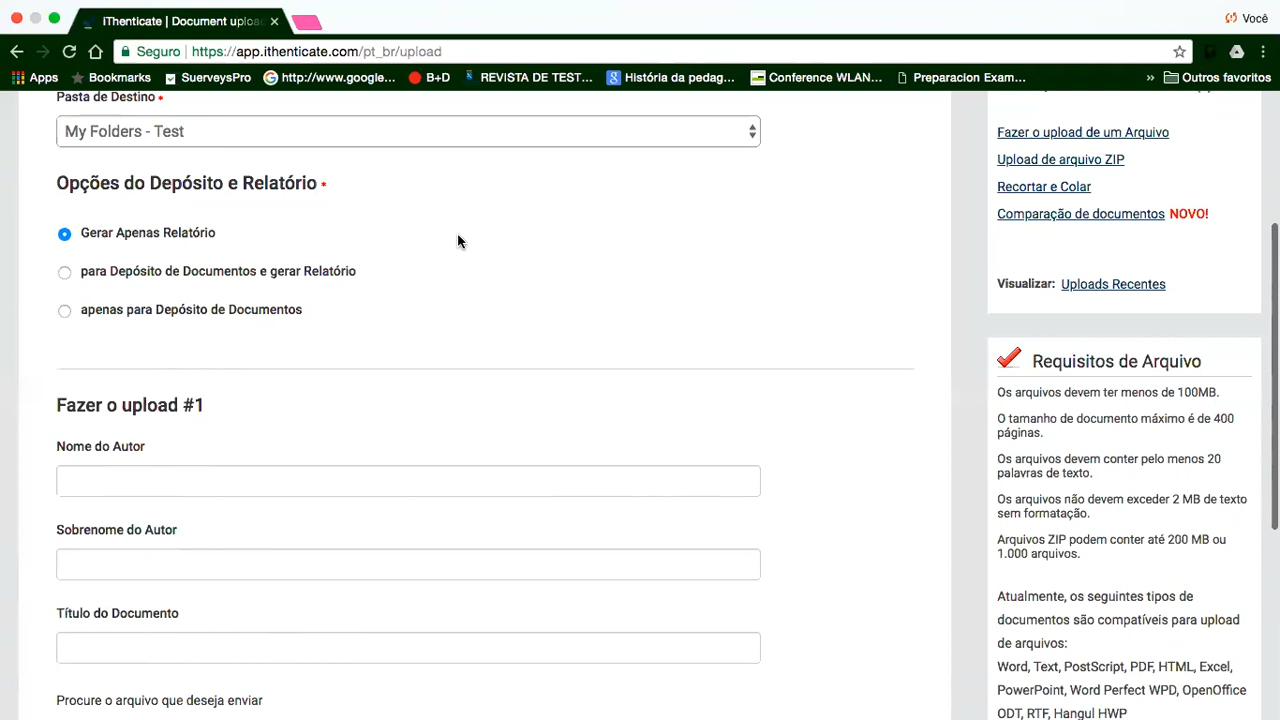 iThenticate | Document uploa
Você
Seguro
https://app.ithenticate.com/pt_br/upload
Apps
Bookmarks
SuerveysPro
http://www.google...
B+D
REVISTA DE TEST...
História da pedag...
Conference WLAN...
Preparacion Exam...
»
Outros favoritos
Pasta de Destino *
My Folders - Test
Opções do Depósito e Relatório *
Gerar Apenas Relatório
para Depósito de Documentos e gerar Relatório
apenas para Depósito de Documentos
Fazer o upload #1
Nome do Autor
Sobrenome do Autor
Título do Documento
Procure o arquivo que deseja enviar
Fazer o upload de um Arquivo
Upload de arquivo ZIP
Recortar e Colar
Comparação de documentos NOVO!
Visualizar: Uploads Recentes
Requisitos de Arquivo
Os arquivos devem ter menos de 100MB.
O tamanho de documento máximo é de 400
páginas.
Os arquivos devem conter pelo menos 20
palavras de texto.
Os arquivos não devem exceder 2 MB de texto
sem formatação.
Arquivos ZIP podem conter até 200 MB ou
1.000 arquivos.
Atualmente, os seguintes tipos de
documentos são compatíveis para upload
de arquivos:
Word, Text, PostScript, PDF, HTML, Excel,
PowerPoint, Word Perfect WPD, OpenOffice
ODT, RTF, Hangul HWP